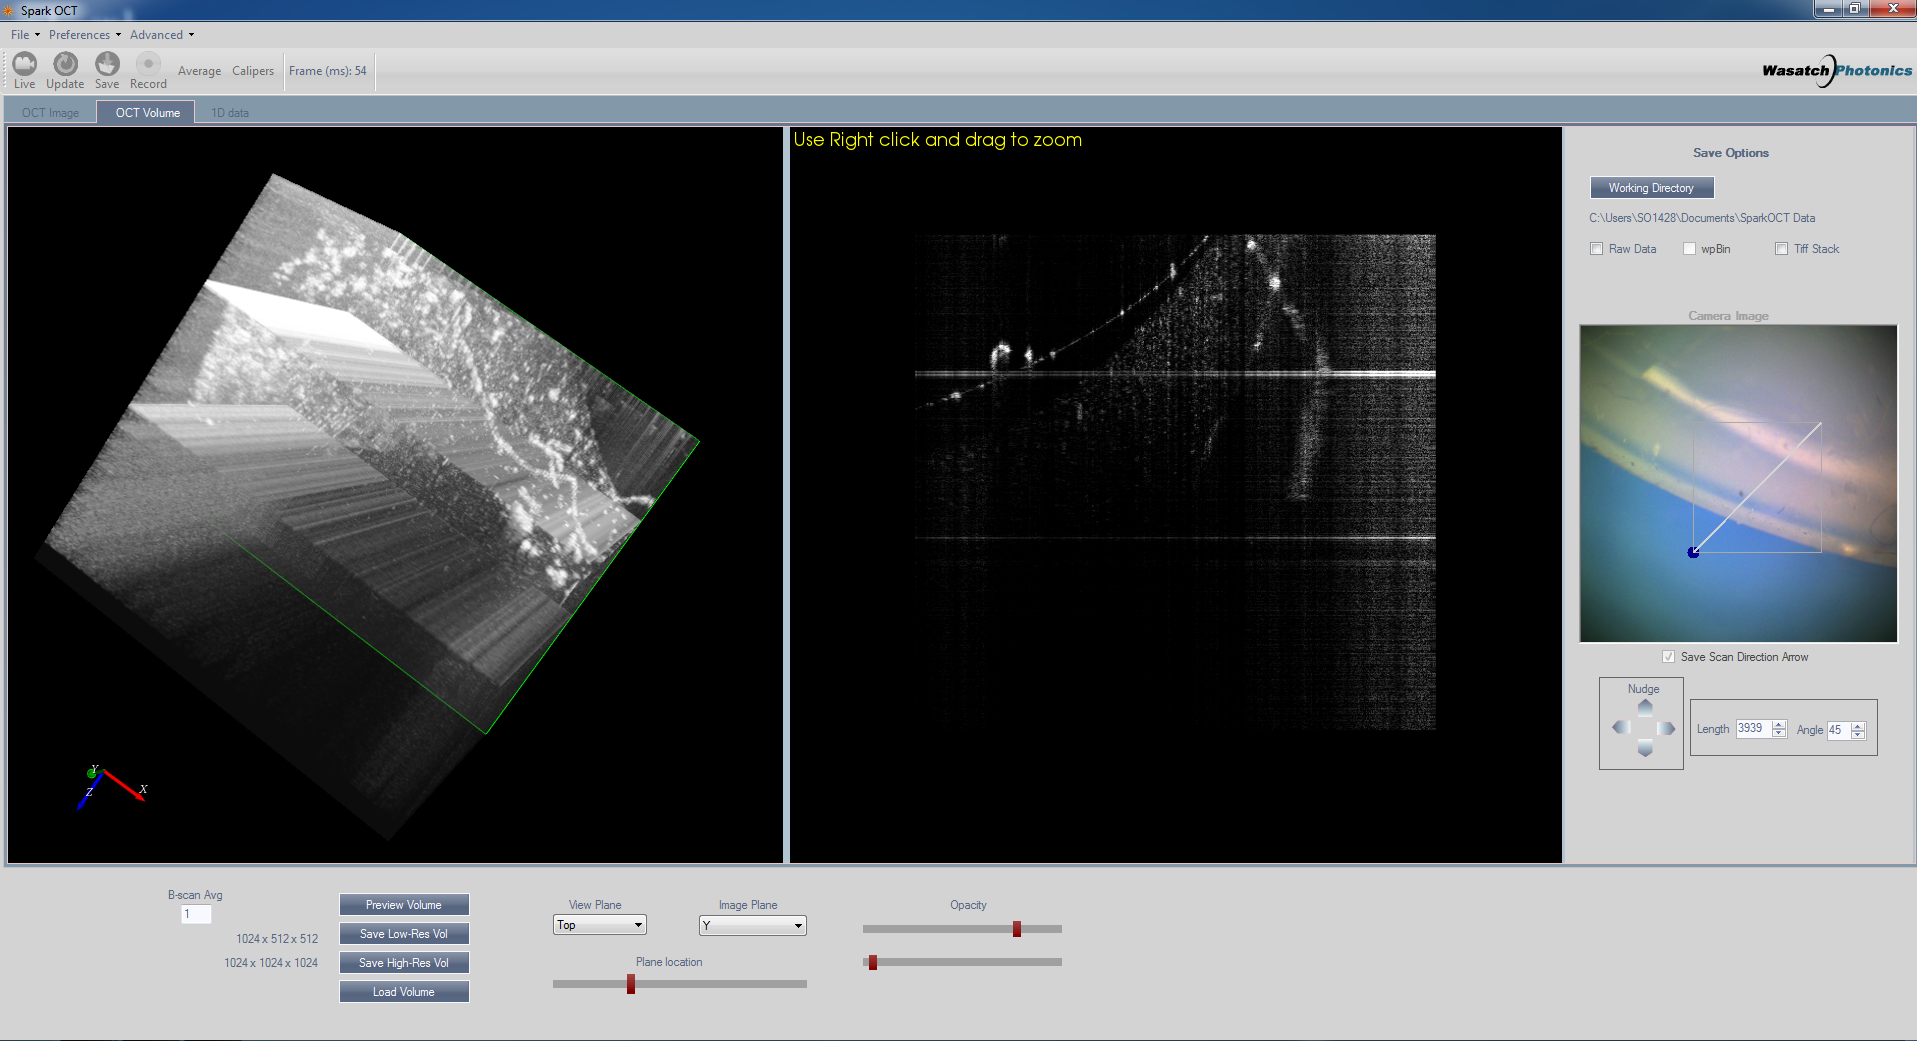 Spark OCT
File Preferences Advanced
Live Update Save Record Average Calipers Frame (ms): 54
Wasatch Photonics
OCT Image OCT Volume 1D data
Use Right click and drag to zoom
Save Options
Working Directory
C:\Users\SO1428\Documents\SparkOCT Data
Raw Data wpBin Tiff Stack
Camera Image
Save Scan Direction Arrow
Nudge
Length 3939 Angle 45
Y
Z
X
B-scan Avg
1
1024 x 512 x 512
1024 x 1024 x 1024
Preview Volume
Save Low-Res Vol
Save High-Res Vol
Load Volume
View Plane
Top
Image Plane
Y
Plane location
Opacity